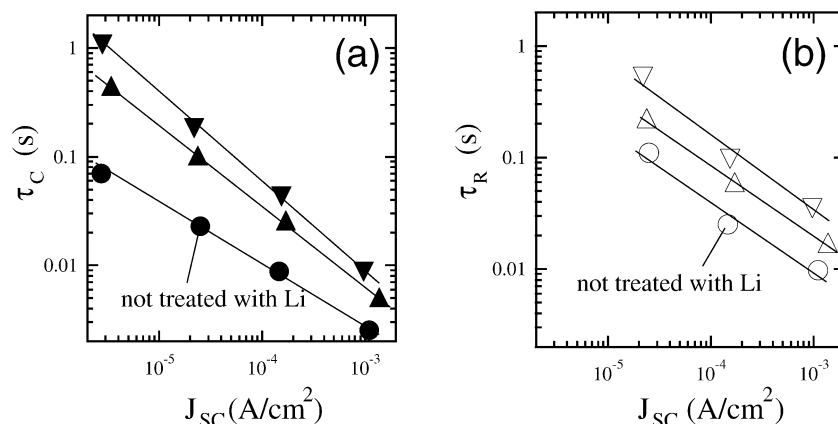 (a)
τC (s)
1
0.1
0.01
not treated with Li
10-5
10-4
10-3
JSC(A/cm2)
(b)
τR (s)
1
0.1
0.01
not treated with Li
10-5
10-4
10-3
JSC(A/cm2)